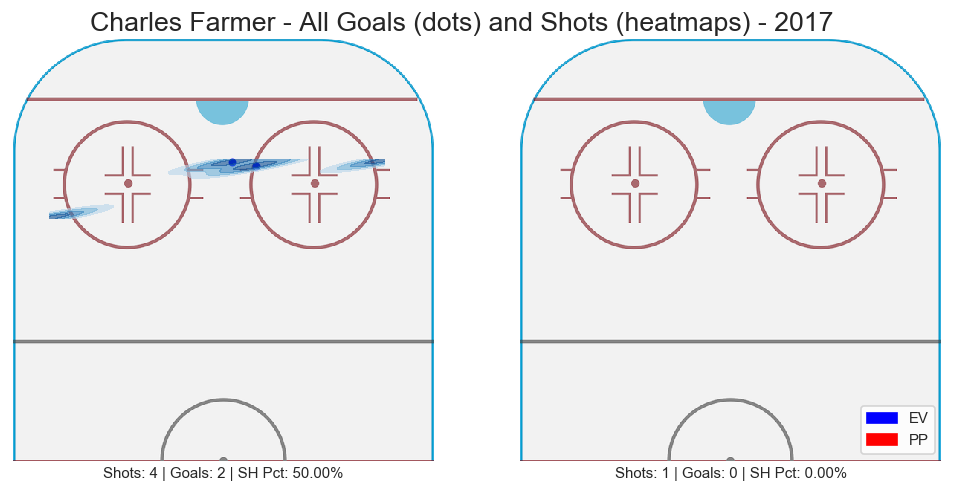 Charles Farmer - All Goals (dots) and Shots (heatmaps) - 2017
EV
PP
Shots: 4 | Goals: 2 | SH Pct: 50.00%
Shots: 1 | Goals: 0 | SH Pct: 0.00%